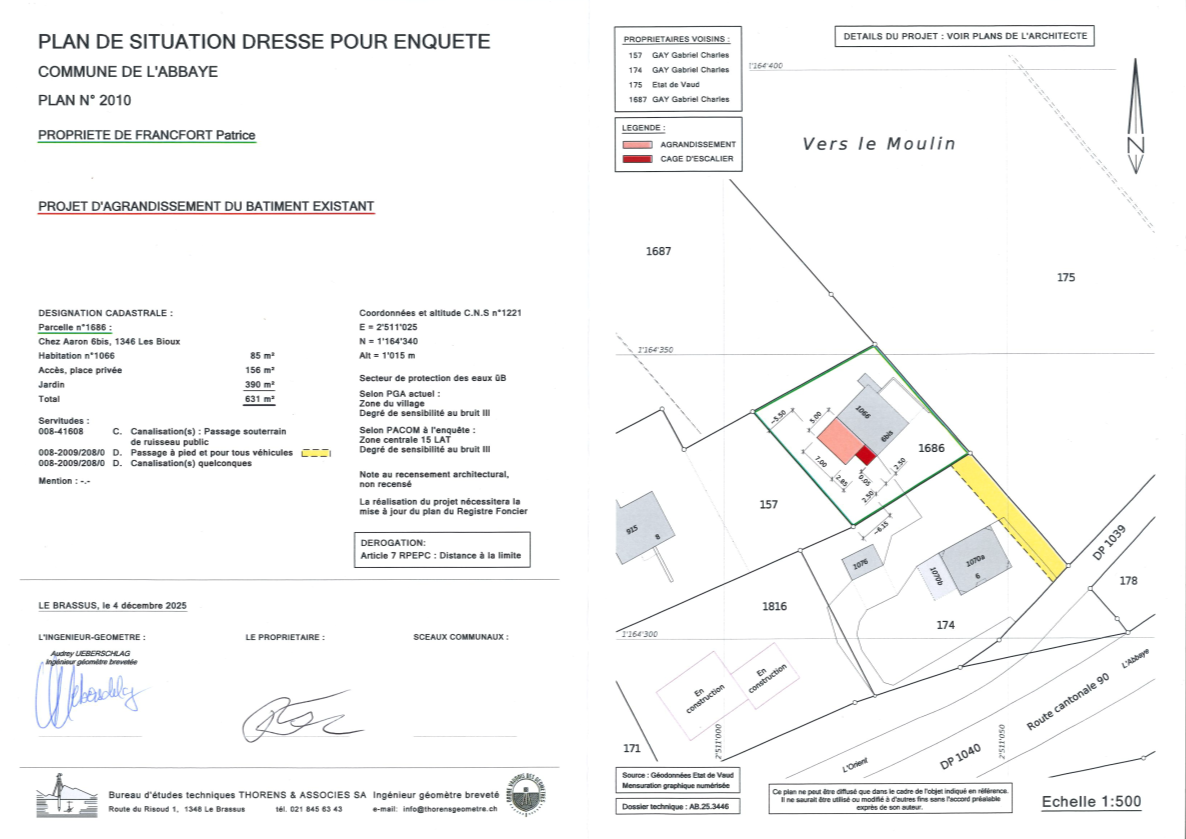 PLAN DE SITUATION DRESSE POUR ENQUETE
COMMUNE DE L'ABBAYE
PLAN N° 2010
PROPRIETE DE FRANCFORT Patrice
PROJET D'AGRANDISSEMENT DU BATIMENT EXISTANT
DESIGNATION CADASTRALE :
Parcelle n°1686 :
Chez Aaron 6bis, 1346 Les Bioux
Habitation n°1066 85 m²
Accès, place privée 156 m²
Jardin 390 m²
Total 631 m²
Servitudes :
008-41608 C. Canalisation(s) : Passage souterrain
de ruisseau public
008-2009/208/0 D. Passage à pied et pour tous véhicules
008-2009/208/0 D. Canalisation(s) quelconques
Mention : -.-
Coordonnées et altitude C.N.S n°1221
E = 2'511'025
N = 1'164'340
Alt = 1'015 m
Secteur de protection des eaux üB
Selon PGA actuel :
Zone du village
Degré de sensibilité au bruit III
Selon PACOM à l'enquête :
Zone centrale 15 LAT
Degré de sensibilité au bruit III
Note au recensement architectural,
non recensé
La réalisation du projet nécessitera la
mise à jour du plan du Registre Foncier
DEROGATION:
Article 7 RPEPC : Distance à la limite
LE BRASSUS, le 4 décembre 2025
L'INGENIEUR-GEOMETRE : LE PROPRIETAIRE : SCEAUX COMMUNAUX :
Audrey UEBERSCHLAG
Ingénieur géomètre brevetée
Bureau d'études techniques THORENS & ASSOCIES SA Ingénieur géomètre breveté
Route du Risoud 1, 1348 Le Brassus tél. 021 845 63 43 e-mail: info@thorensgeometre.ch
PROPRIETAIRES VOISINS :
157 GAY Gabriel Charles
174 GAY Gabriel Charles
175 Etat de Vaud
1687 GAY Gabriel Charles
LEGENDE :
AGRANDISSEMENT
CAGE D'ESCALIER
DETAILS DU PROJET : VOIR PLANS DE L'ARCHITECTE
1'164'400
Vers le Moulin
N
1687
175
1'164'350
~5.50
5.00
1066
6bis
1686
7.00
2.85
0.05
2.50
2.50
~6.15
157
915
8
1076
1070b
1070a
6
DP 1039
178
1816
174
1'164'300
En
construction
En
construction
171
2'511'000
2'511'050
L'Abbaye
Route cantonale 90
DP 1040
L'Orient
Source : Géodonnées Etat de Vaud
Mensuration graphique numérisée
Dossier technique : AB.25.3446
Ce plan ne peut être diffusé que dans le cadre de l'objet indiqué en référence.
Il ne saurait être utilisé ou modifié à d'autres fins sans l'accord préalable
exprès de son auteur.
Echelle 1:500